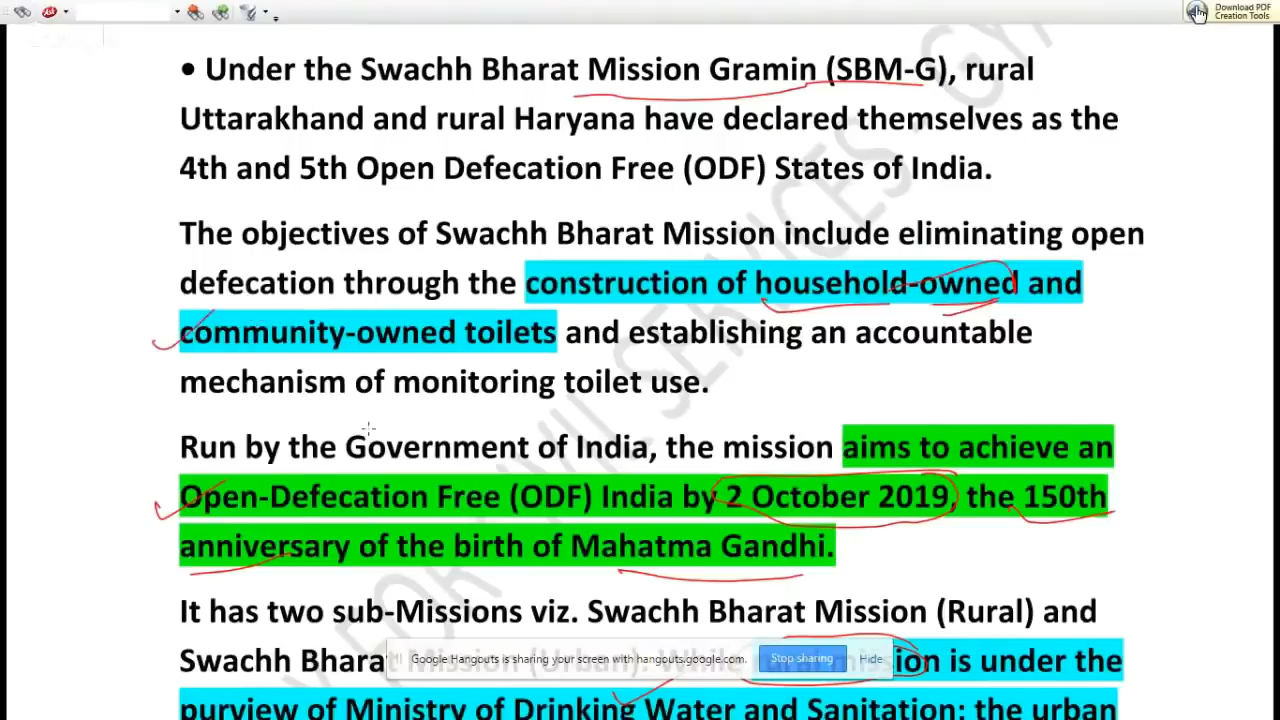 Download PDF
Creation Tools
• Under the Swachh Bharat Mission Gramin (SBM-G), rural
Uttarakhand and rural Haryana have declared themselves as the
4th and 5th Open Defecation Free (ODF) States of India.
The objectives of Swachh Bharat Mission include eliminating open
defecation through the construction of household-owned and
community-owned toilets and establishing an accountable
mechanism of monitoring toilet use.
Run by the Government of India, the mission aims to achieve an
Open-Defecation Free (ODF) India by 2 October 2019, the 150th
anniversary of the birth of Mahatma Gandhi.
It has two sub-Missions viz. Swachh Bharat Mission (Rural) and
Swachh Bharat Mission (Urban). While rural mission is under the
Google Hangouts is sharing your screen with hangouts.google.com. Stop sharing Hide
purview of Ministry of Drinking Water and Sanitation; the urban